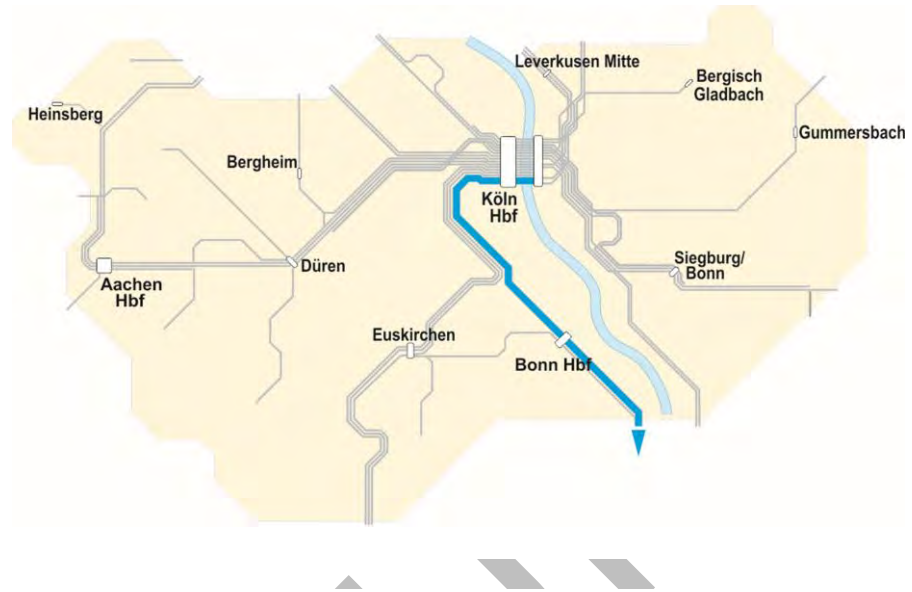 Leverkusen Mitte
Bergisch
Gladbach
Heinsberg
Gummersbach
Bergheim
Köln
Hbf
Siegburg/
Bonn
Düren
Aachen
Hbf
Euskirchen
Bonn Hbf